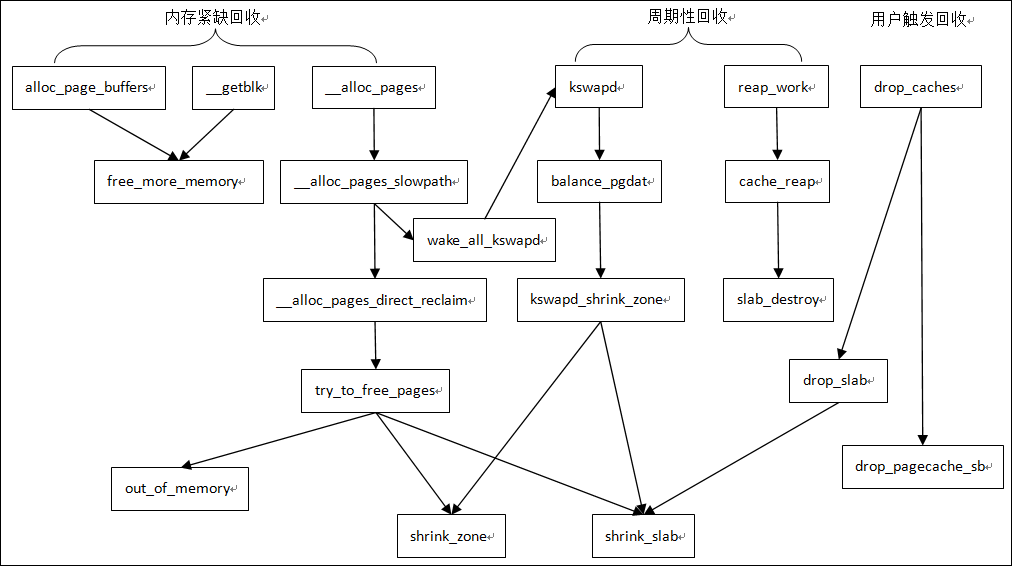 内存紧缺回收
周期性回收
用户触发回收
alloc_page_buffers
__getblk
__alloc_pages
kswapd
reap_work
drop_caches
free_more_memory
__alloc_pages_slowpath
balance_pgdat
cache_reap
wake_all_kswapd
__alloc_pages_direct_reclaim
kswapd_shrink_zone
slab_destroy
try_to_free_pages
drop_slab
out_of_memory
drop_pagecache_sb
shrink_zone
shrink_slab